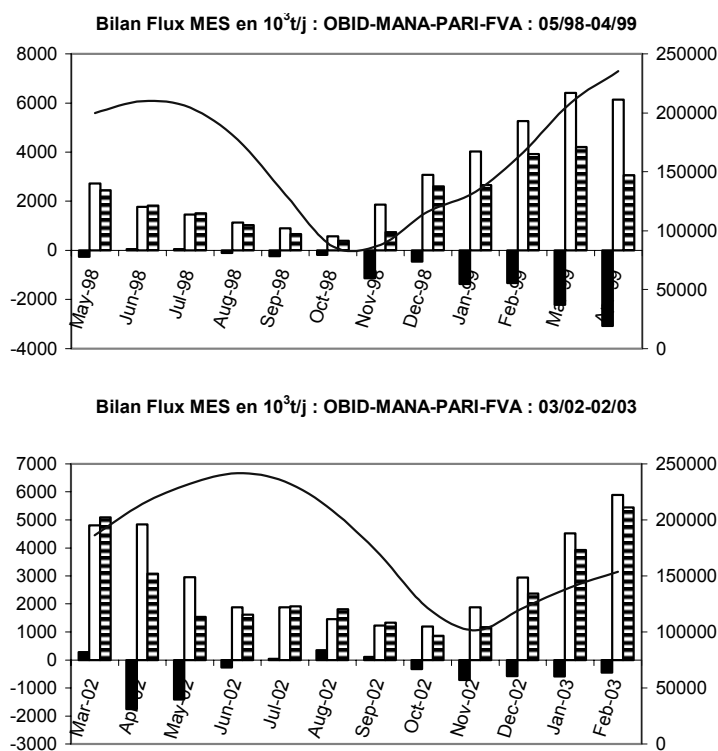 Bilan Flux MES en 10³t/j : OBID-MANA-PARI-FVA : 05/98-04/99
8000
6000
4000
2000
0
-2000
-4000
250000
200000
150000
100000
50000
0
May-98
Jun-98
Jul-98
Aug-98
Sep-98
Oct-98
Nov-98
Dec-98
Jan-99
Feb-99
Bilan Flux MES en 10³t/j : OBID-MANA-PARI-FVA : 03/02-02/03
7000
6000
5000
4000
3000
2000
1000
0
-1000
-2000
-3000
250000
200000
150000
100000
50000
0
Mar-02
Apr-02
May-02
Jun-02
Jul-02
Aug-02
Sep-02
Oct-02
Nov-02
Dec-02
Jan-03
Feb-03